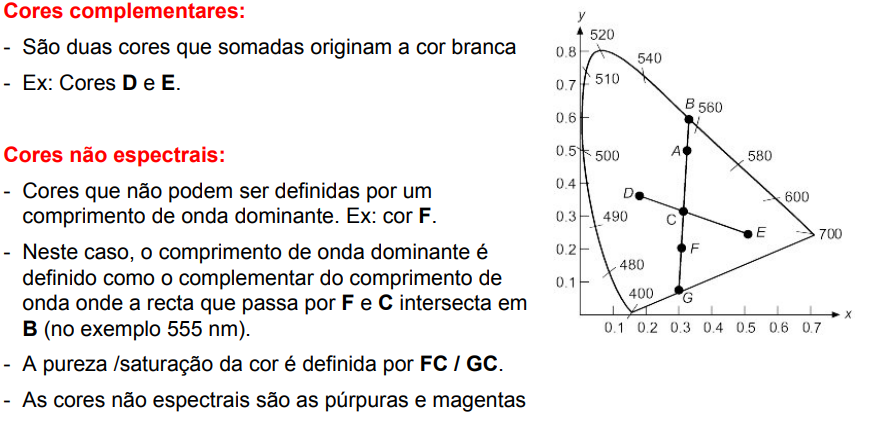 Cores complementares:
- São duas cores que somadas originam a cor branca
- Ex: Cores D e E.
Cores não espectrais:
- Cores que não podem ser definidas por um
comprimento de onda dominante. Ex: cor F.
- Neste caso, o comprimento de onda dominante é
definido como o complementar do comprimento de
onda onde a recta que passa por F e C intersecta em
B (no exemplo 555 nm).
- A pureza /saturação da cor é definida por FC / GC.
- As cores não espectrais são as púrpuras e magentas
y
520
0.8
540
0.7
510
B 560
0.6
A
0.5
500
580
0.4
D
600
490
0.3
C
E
700
0.2
F
480
0.1
400
G
x
0.1 0.2 0.3 0.4 0.5 0.6 0.7